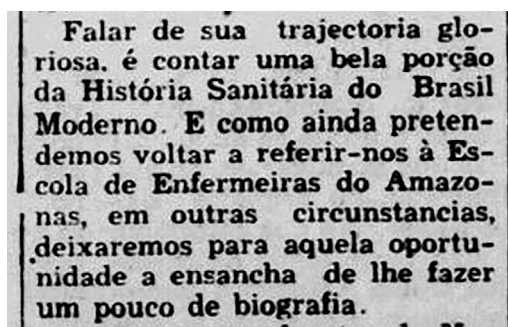 Falar de sua trajectoria glo-
riosa. é contar uma bela porção
da História Sanitária do Brasil
Moderno. E como ainda preten-
demos voltar a referir-nos à Es-
cola de Enfermeiras do Amazo-
nas, em outras circunstancias,
deixaremos para aquela oportu-
nidade a ensancha de lhe fazer
um pouco de biografia.